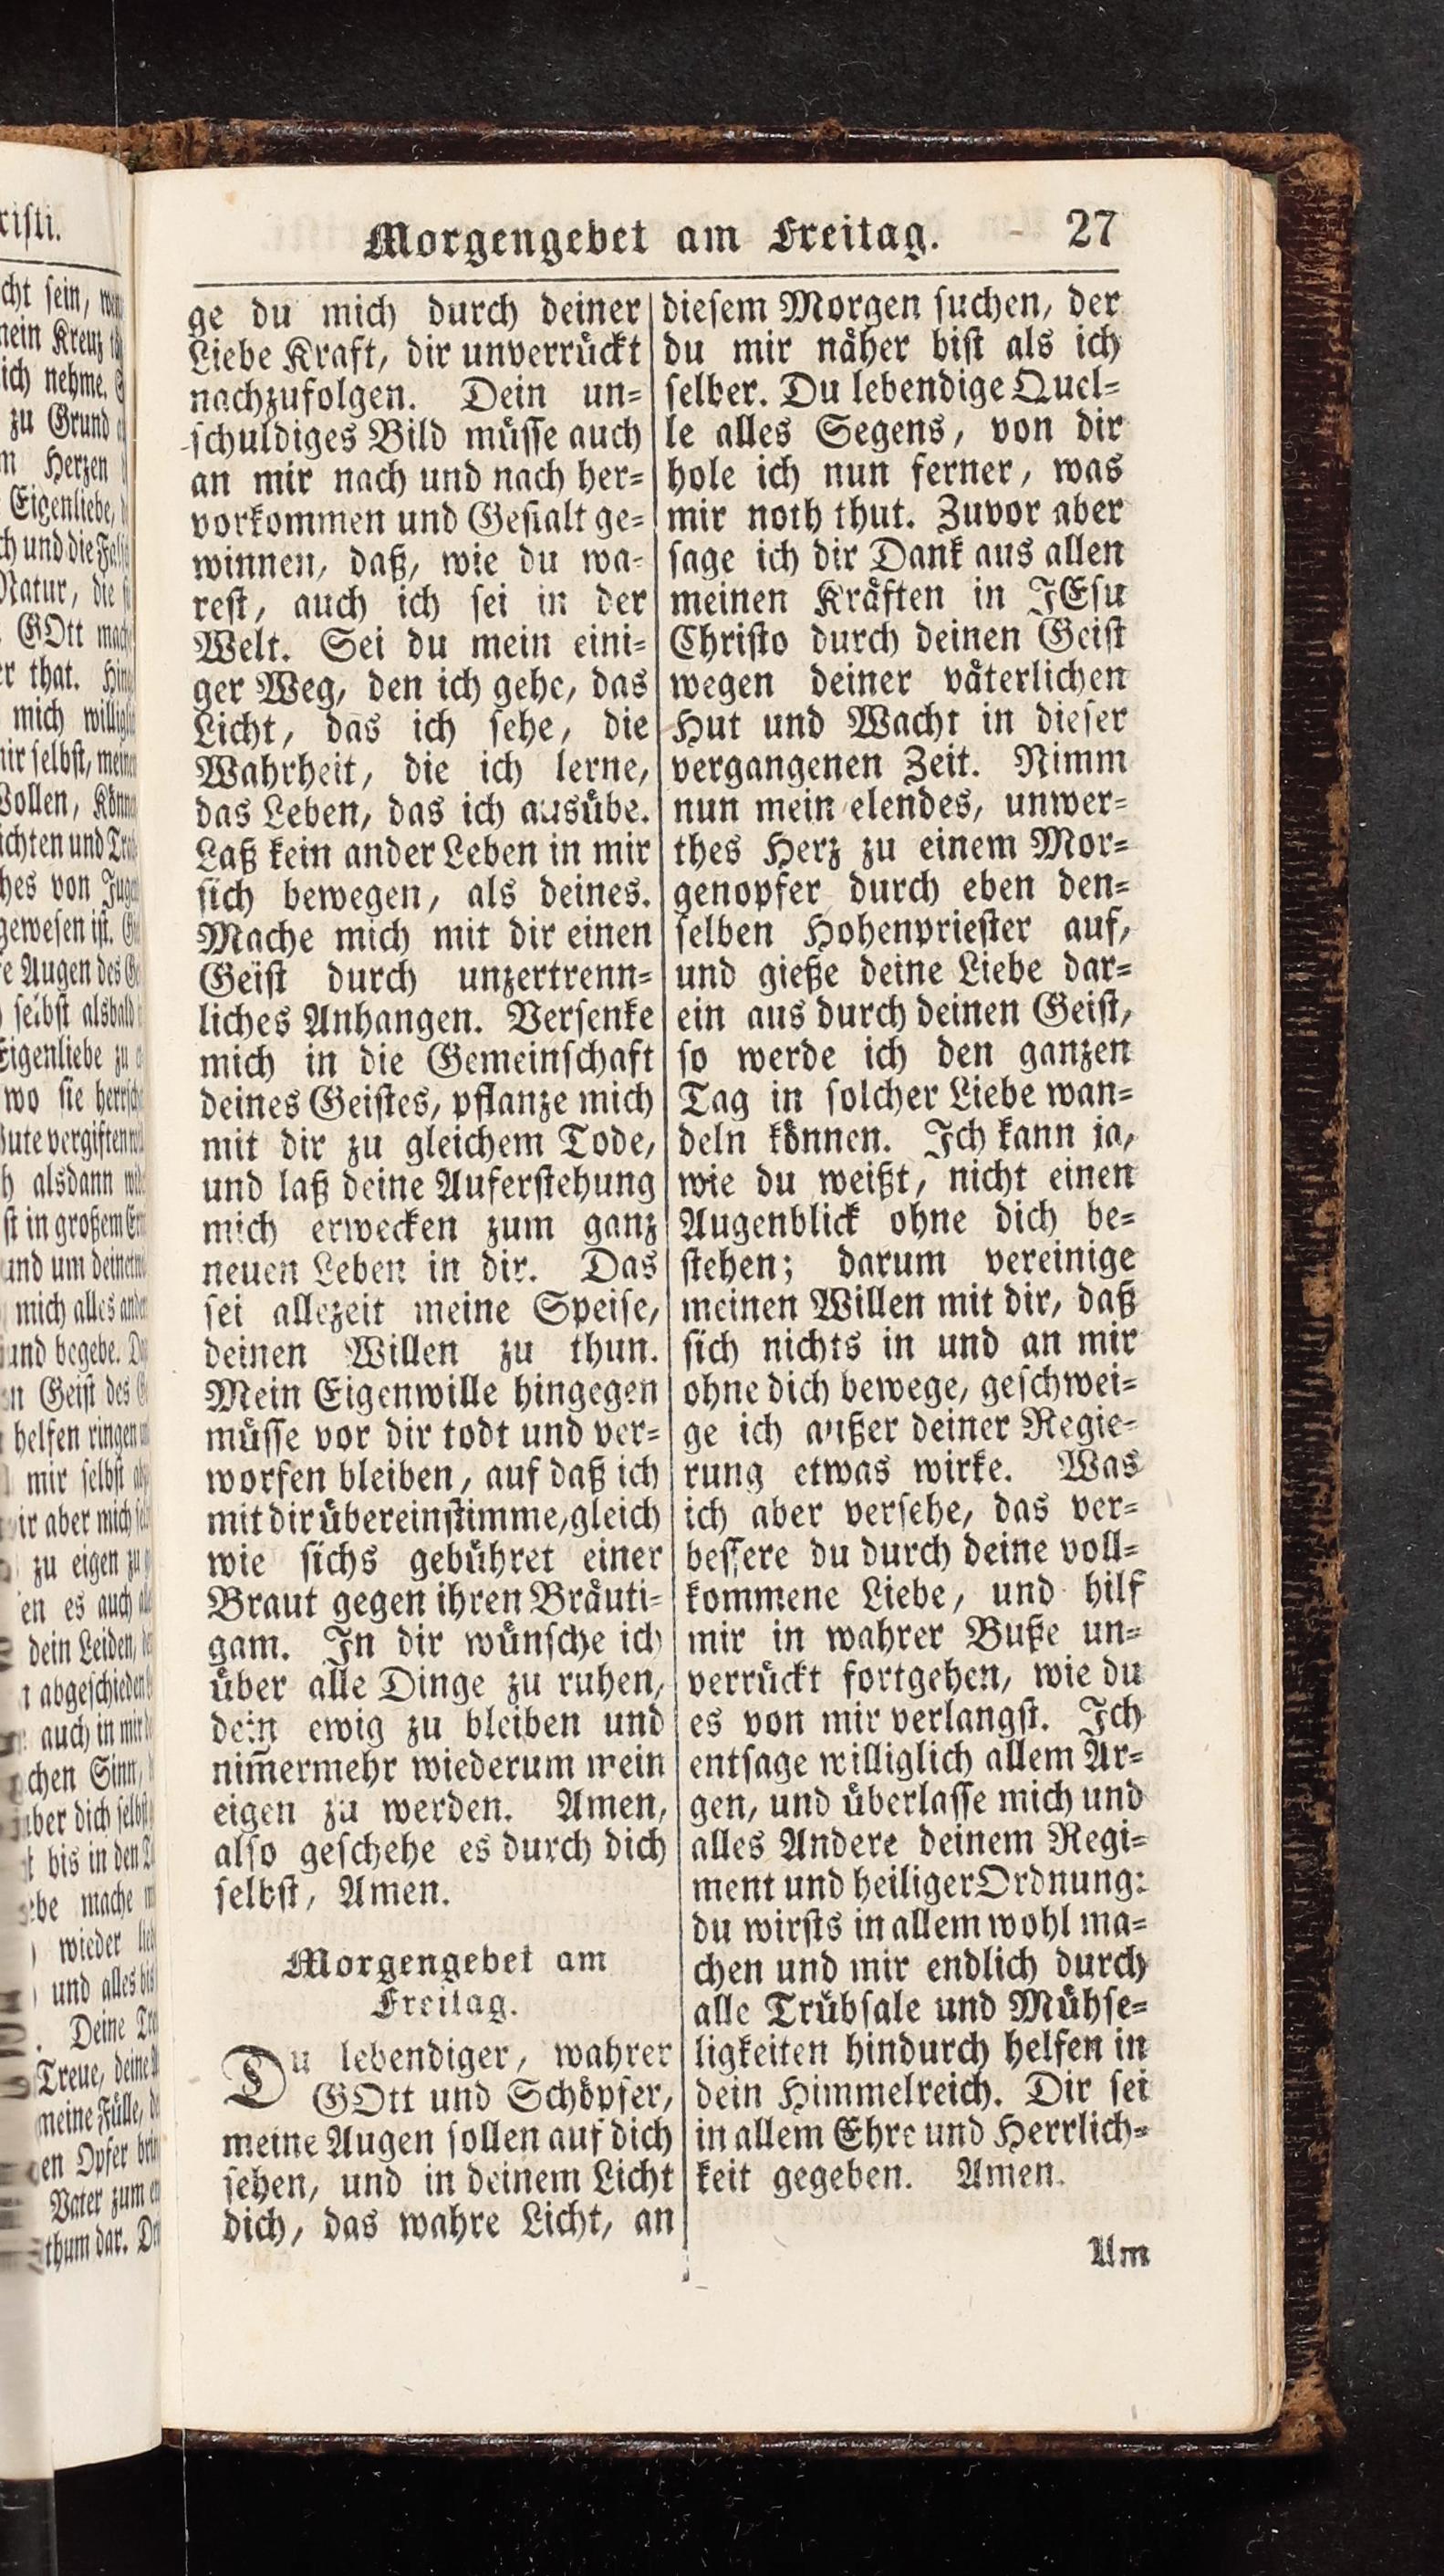 Morgengebet am Freitag. 27
ge du mich durch deiner
Liebe Kraft, dir unverrückt
nachzufolgen. Dein un-
schuldiges Bild müsse auch
an mir nach und nach her-
vorkommen und Gestalt ge-
winnen, daß, wie du wa-
rest, auch ich sei in der
Welt. Sei du mein eini-
ger Weg, den ich gehe, das
Licht, das ich sehe, die
Wahrheit, die ich lerne,
das Leben, das ich ausübe.
Laß kein ander Leben in mir
sich bewegen, als deines.
Mache mich mit dir einen
Geist durch unzertrenn-
liches Anhangen. Versenke
mich in die Gemeinschaft
deines Geistes, pflanze mich
mit dir zu gleichem Tode,
und laß deine Auferstehung
mich erwecken zum ganz
neuen Leben in dir. Das
sei allezeit meine Speise,
deinen Willen zu thun.
Mein Eigenwille hingegen
müsse vor dir todt und ver-
worfen bleiben, auf daß ich
mit dir übereinstimme, gleich
wie sichs gebühret einer
Braut gegen ihren Bräuti-
gam. In dir wünsche ich
über alle Dinge zu ruhen,
dein ewig zu bleiben und
nim̄ermehr wiederum mein
eigen zu werden. Amen,
also geschehe es durch dich
selbst, Amen.
Morgengebet am
Freitag.
Du lebendiger, wahrer
GOtt und Schöpfer,
meine Augen sollen auf dich
sehen, und in deinem Licht
dich, das wahre Licht, an
diesem Morgen suchen, der
du mir näher bist als ich
selber. Du lebendige Quel-
le alles Segens, von dir
hole ich nun ferner, was
mir noth thut. Zuvor aber
sage ich dir Dank aus allen
meinen Kräften in JEsu
Christo durch deinen Geist
wegen deiner väterlichen
Hut und Wacht in dieser
vergangenen Zeit. Nimm
nun mein elendes, unwer-
thes Herz zu einem Mor-
genopfer durch eben den-
selben Hohenpriester auf,
und gieße deine Liebe dar-
ein aus durch deinen Geist,
so werde ich den ganzen
Tag in solcher Liebe wan-
deln können. Ich kann ja,
wie du weißt, nicht einen
Augenblick ohne dich be-
stehen; darum vereinige
meinen Willen mit dir, daß
sich nichts in und an mir
ohne dich bewege, geschwei-
ge ich außer deiner Regie-
rung etwas wirke. Was
ich aber versehe, das ver-
bessere du durch deine voll-
kommene Liebe, und hilf
mir in wahrer Buße un-
verrückt fortgehen, wie du
es von mir verlangst. Ich
entsage williglich allem Ar-
gen, und überlasse mich und
alles Andere deinem Regi-
ment und heiliger Ordnung:
du wirsts in allem wohl ma-
chen und mir endlich durch
alle Trübsale und Mühse-
ligkeiten hindurch helfen in
dein Himmelreich. Dir sei
in allem Ehre und Herrlich-
keit gegeben. Amen.
Am